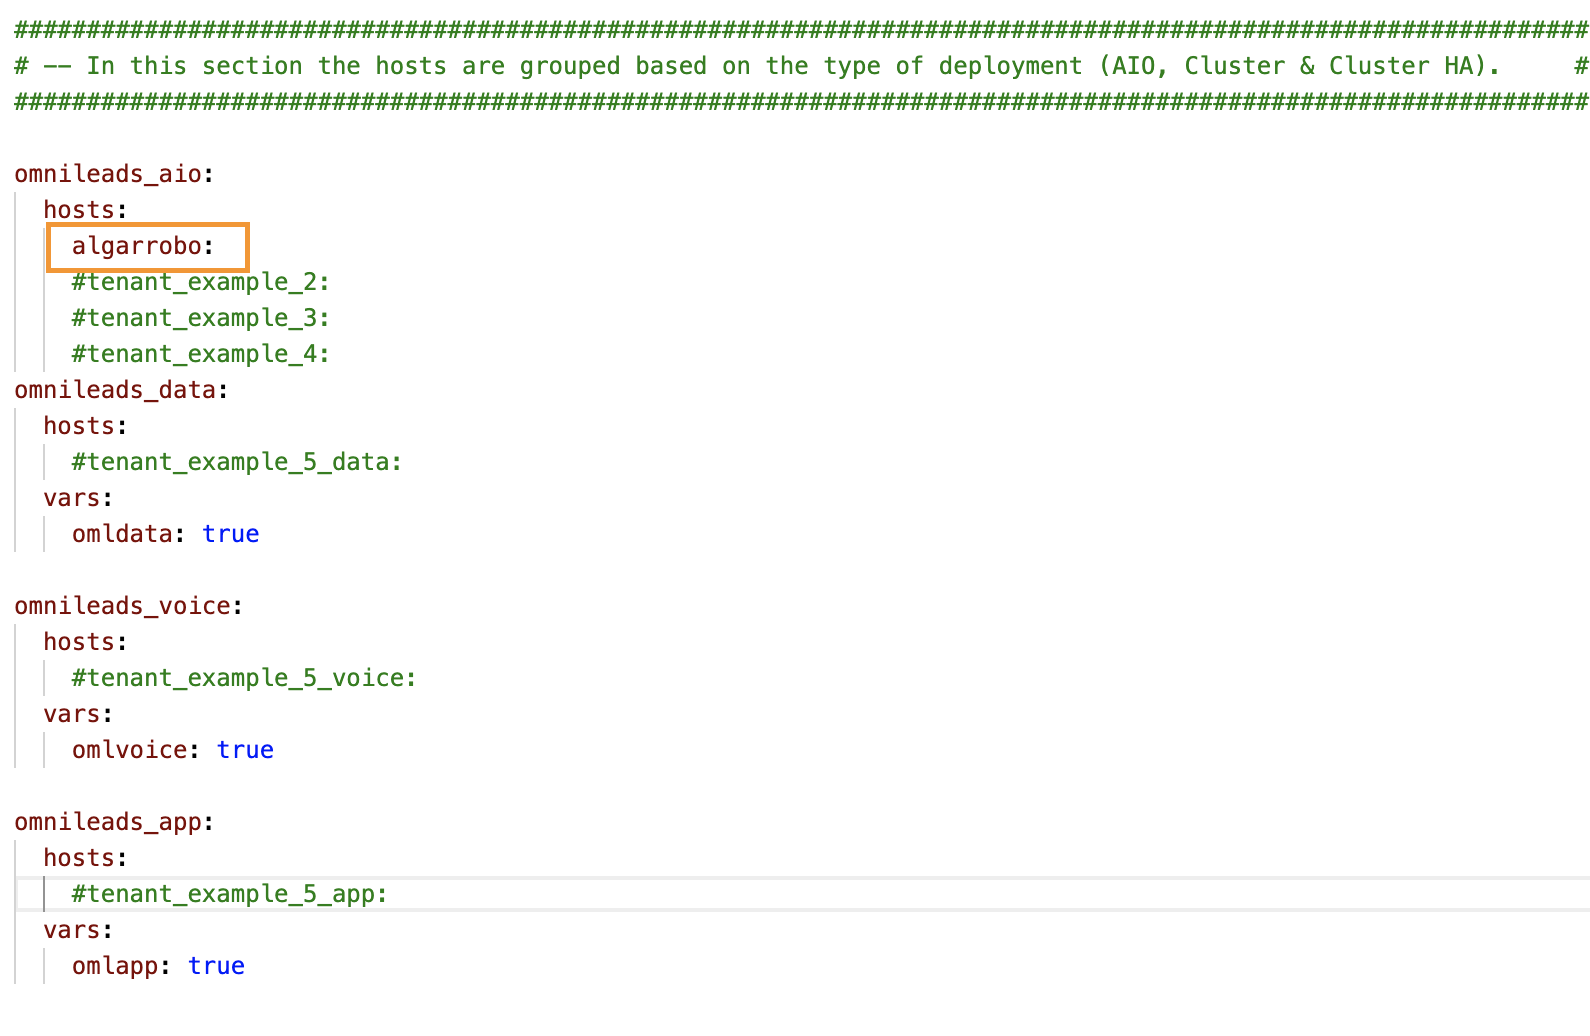 #############################################################################################################
# -- In this section the hosts are grouped based on the type of deployment (AIO, Cluster & Cluster HA).     #
#############################################################################################################
omnileads_aio:
  hosts:
    algarrobo:
    #tenant_example_2:
    #tenant_example_3:
    #tenant_example_4:
omnileads_data:
  hosts:
    #tenant_example_5_data:
  vars:
    omldata: true
omnileads_voice:
  hosts:
    #tenant_example_5_voice:
  vars:
    omlvoice: true
omnileads_app:
  hosts:
    #tenant_example_5_app:
  vars:
    omlapp: true